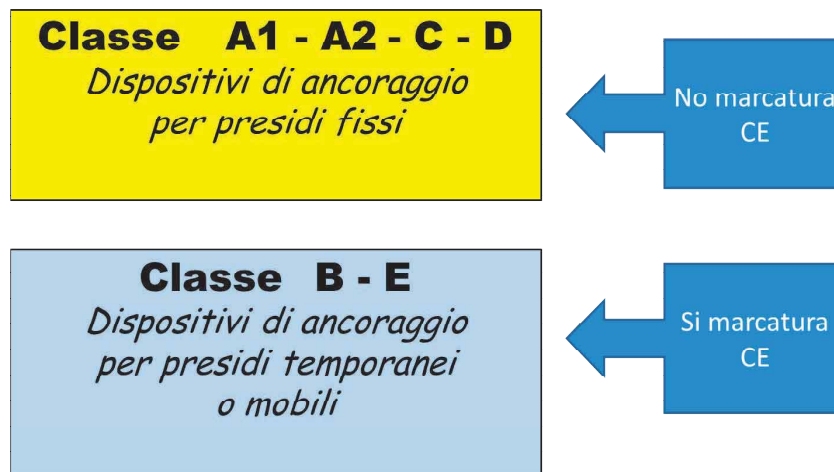 Classe A1 - A2 - C - D
Dispositivi di ancoraggio
per presidi fissi
No marcatura
CE
Classe B - E
Dispositivi di ancoraggio
per presidi temporanei
o mobili
Si marcatura
CE